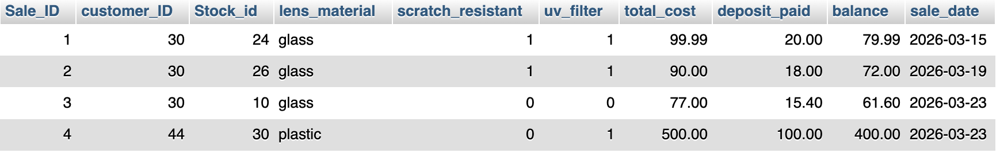 Sale_ID customer_ID Stock_id lens_material scratch_resistant uv_filter total_cost deposit_paid balance sale_date
1 30 24 glass 1 1 99.99 20.00 79.99 2026-03-15
2 30 26 glass 1 1 90.00 18.00 72.00 2026-03-19
3 30 10 glass 0 0 77.00 15.40 61.60 2026-03-23
4 44 30 plastic 0 1 500.00 100.00 400.00 2026-03-23